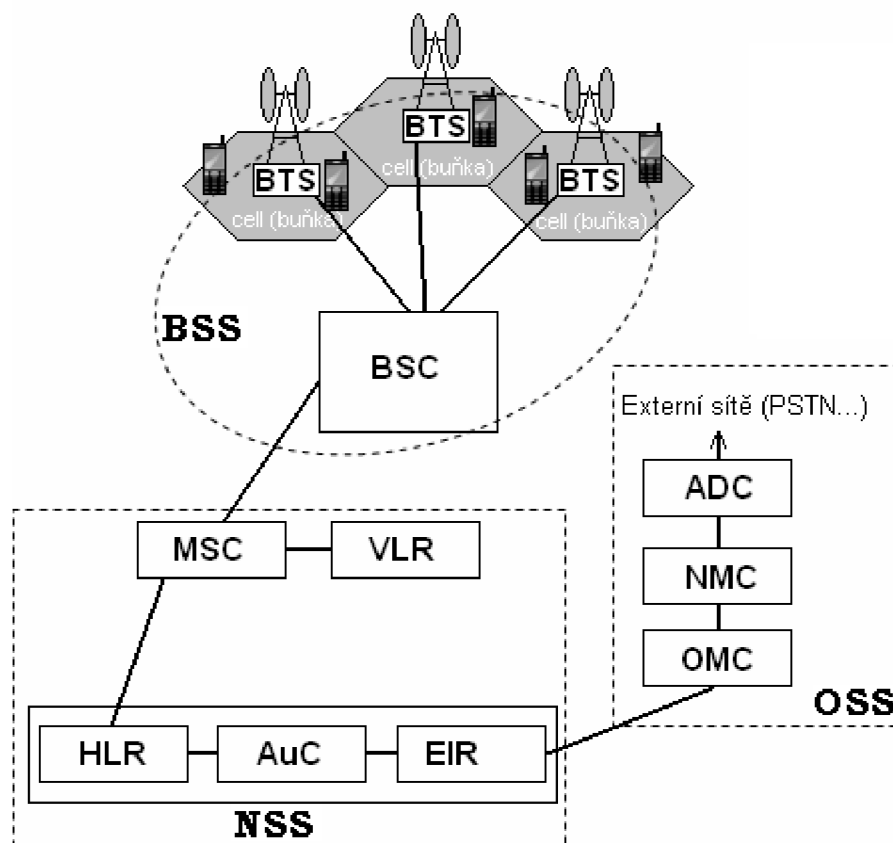 BTS
cell (buňka)
BTS
cell (buňka)
BTS
cell (buňka)
BSS
BSC
Externí sítě (PSTN...)
ADC
MSC
VLR
NMC
OMC
OSS
HLR
AuC
EIR
NSS